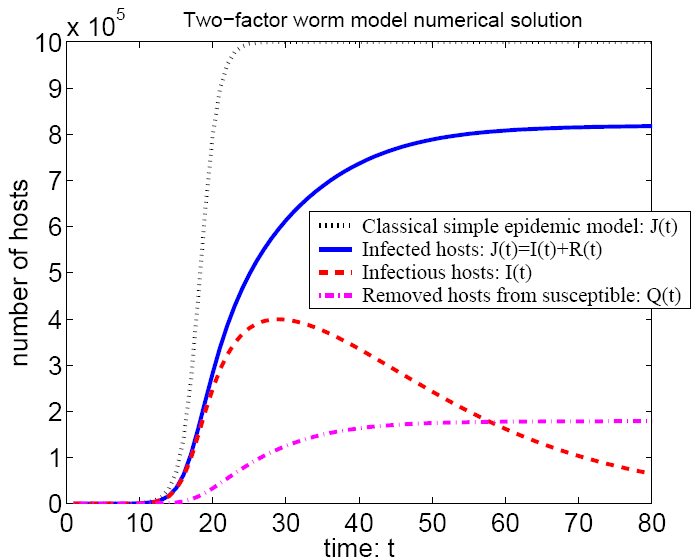 Two−factor worm model numerical solution
10 x 10^5
9
8
7
6
5
4
3
2
1
0
number of hosts
Classical simple epidemic model: J(t)
Infected hosts: J(t)=I(t)+R(t)
Infectious hosts: I(t)
Removed hosts from susceptible: Q(t)
0 10 20 30 40 50 60 70 80
time: t